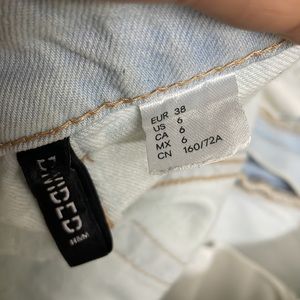 EUR 38
US 6
CA 6
MX 6
CN 160/72A
DIVIDED
H&M